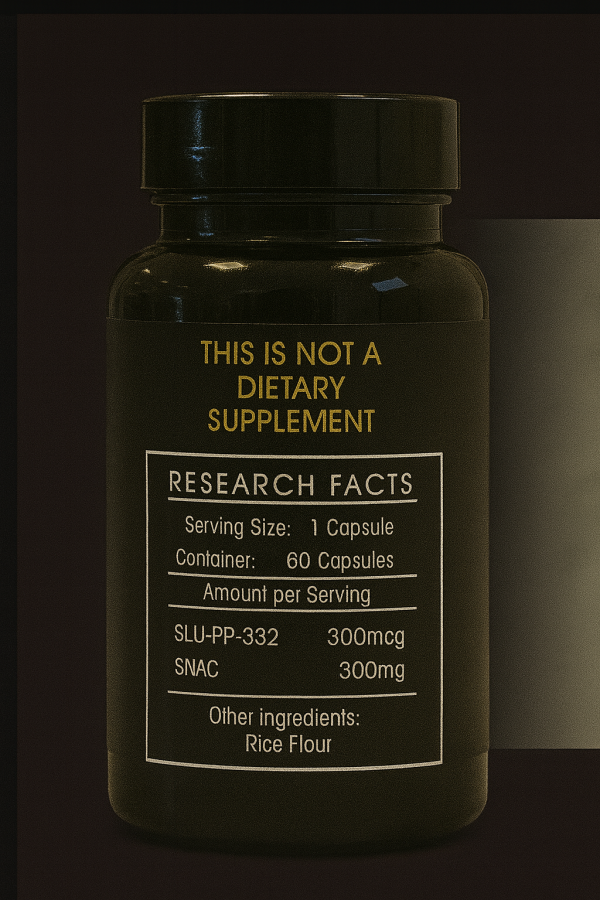 THIS IS NOT A
DIETARY
SUPPLEMENT
RESEARCH FACTS
Serving Size: 1 Capsule
Container: 60 Capsules
Amount per Serving
SLU-PP-332 300mcg
SNAC 300mg
Other ingredients:
Rice Flour